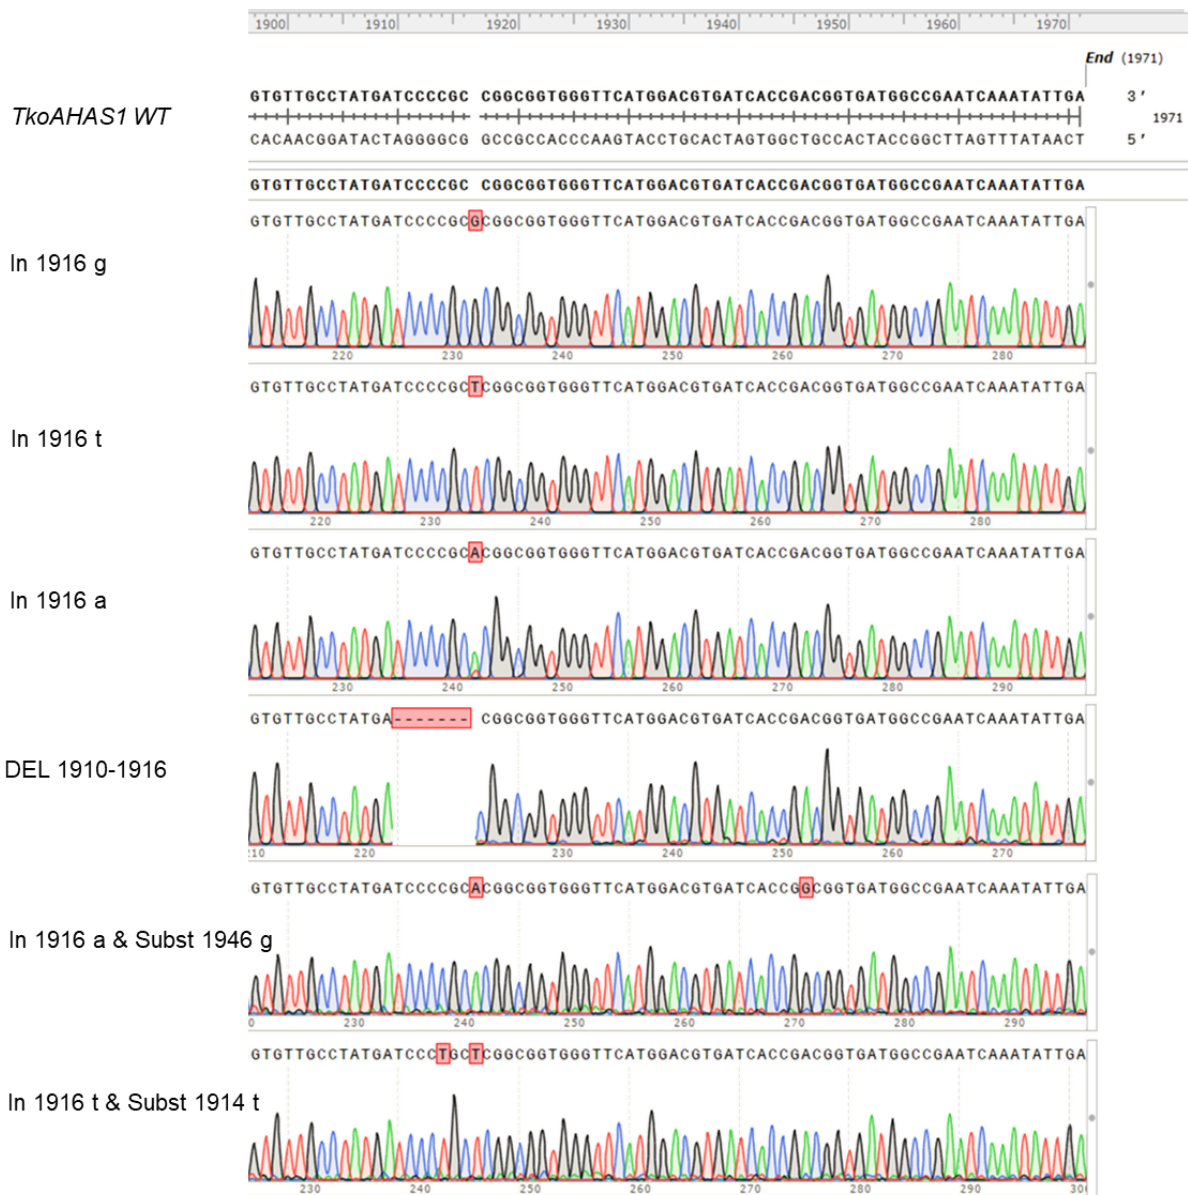 1900 1910 1920 1930 1940 1950 1960 1970
End (1971)
GTGTTGCCTATGATCCCCGC CGGCGGTGGGTTCATGGACGTGATCACCGACGGTGATGGCCGAATCAAATATTGA 3'
TkoAHAS1 WT
1971
CACAACGGATACTAGGGGCG GCCGCCACCCAAGTACCTGCACTAGTGGCTGCCACTACCGGCTTAGTTTATAACT 5'
GTGTTGCCTATGATCCCCGC CGGCGGTGGGTTCATGGACGTGATCACCGACGGTGATGGCCGAATCAAATATTGA
GTGTTGCCTATGATCCCCGCGCGGCGGTGGGTTCATGGACGTGATCACCGACGGTGATGGCCGAATCAAATATTGA
In 1916 g
220 230 240 250 260 270 280
GTGTTGCCTATGATCCCCGCTCGGCGGTGGGTTCATGGACGTGATCACCGACGGTGATGGCCGAATCAAATATTGA
In 1916 t
220 230 240 250 260 270 280
GTGTTGCCTATGATCCCCGCACGGCGGTGGGTTCATGGACGTGATCACCGACGGTGATGGCCGAATCAAATATTGA
In 1916 a
230 240 250 260 270 280 290
GTGTTGCCTATGA------- CGGCGGTGGGTTCATGGACGTGATCACCGACGGTGATGGCCGAATCAAATATTGA
DEL 1910-1916
10 220 230 240 250 260 270
GTGTTGCCTATGATCCCCGCACGGCGGTGGGTTCATGGACGTGATCACCGGCGGTGATGGCCGAATCAAATATTGA
In 1916 a & Subst 1946 g
0 230 240 250 260 270 280 290
GTGTTGCCTATGATCCCTGCTCGGCGGTGGGTTCATGGACGTGATCACCGACGGTGATGGCCGAATCAAATATTGA
In 1916 t & Subst 1914 t
230 240 250 260 270 280 290 30